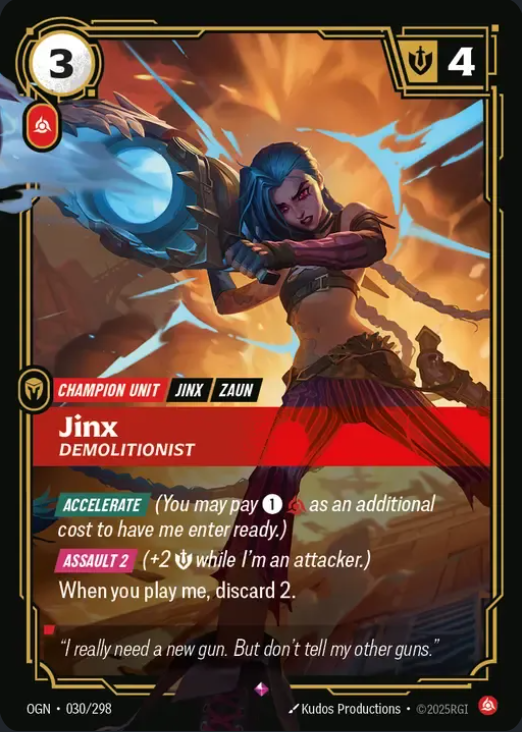 3
4
CHAMPION UNIT JINX ZAUN
Jinx
DEMOLITIONIST
ACCELERATE (You may pay 1 as an additional
cost to have me enter ready.)
ASSAULT 2 (+2 while I'm an attacker.)
When you play me, discard 2.
“I really need a new gun. But don’t tell my other guns.”
OGN • 030/298 Kudos Productions • ©2025RGI